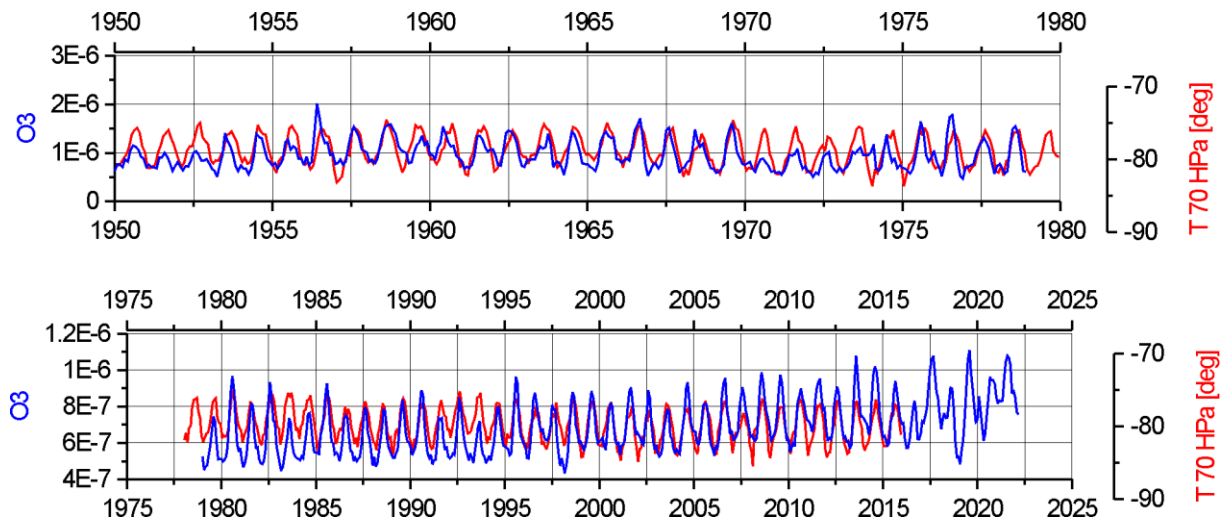 1950 1955 1960 1965 1970 1975 1980
3E-6
2E-6
1E-6
0
O3
-70
-80
-90
T 70 HPa [deg]
1950 1955 1960 1965 1970 1975 1980
1975 1980 1985 1990 1995 2000 2005 2010 2015 2020 2025
1.2E-6
1E-6
8E-7
6E-7
4E-7
O3
-70
-80
-90
T 70 HPa [deg]
1975 1980 1985 1990 1995 2000 2005 2010 2015 2020 2025